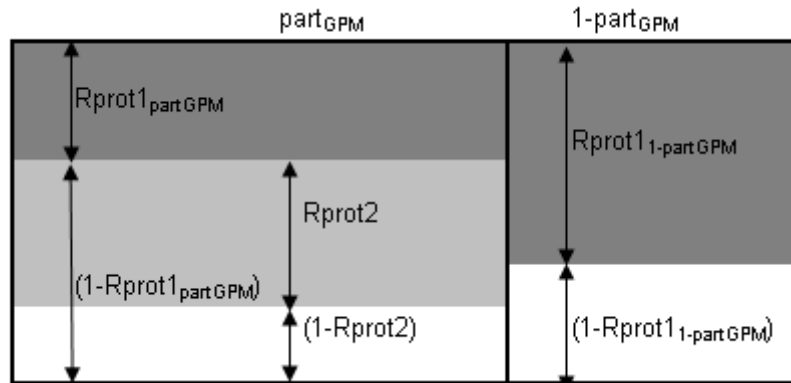 partGPM
1-partGPM
Rprot1partGPM
Rprot11-partGPM
Rprot2
(1-Rprot1partGPM)
(1-Rprot2)
(1-Rprot11-partGPM)